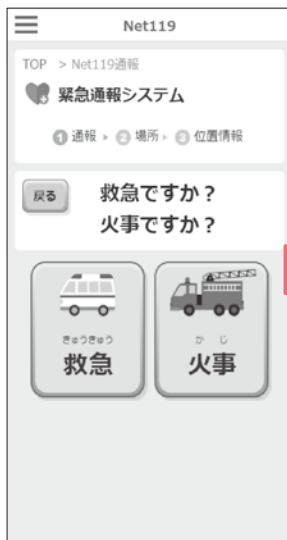 Net119
TOP > Net119通報
緊急通報システム
1 通報 ▶ 2 場所 ▶ 3 位置情報
戻る
救急ですか？
火事ですか？
きゅうきゅう
救急
かじ
火事